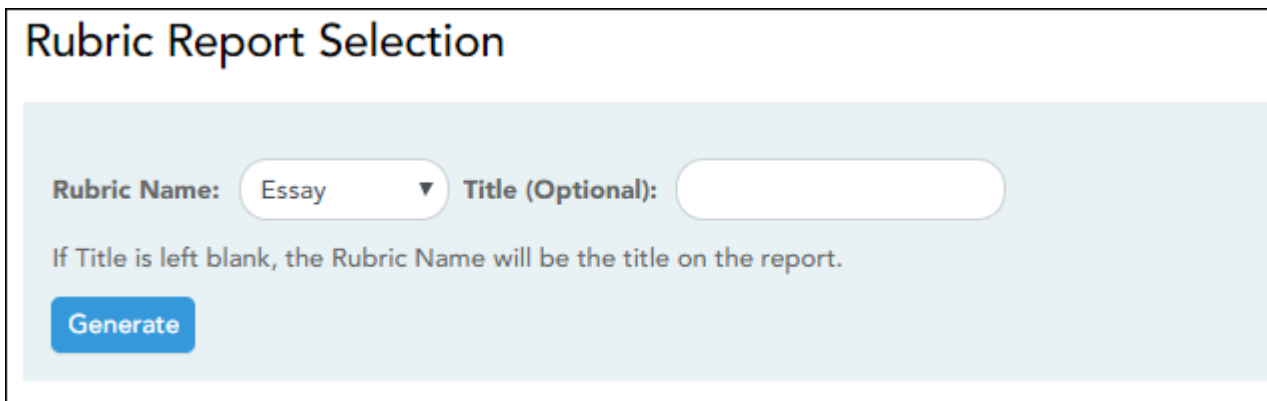 Rubric Report Selection
Rubric Name: Essay Title (Optional):
If Title is left blank, the Rubric Name will be the title on the report.
Generate